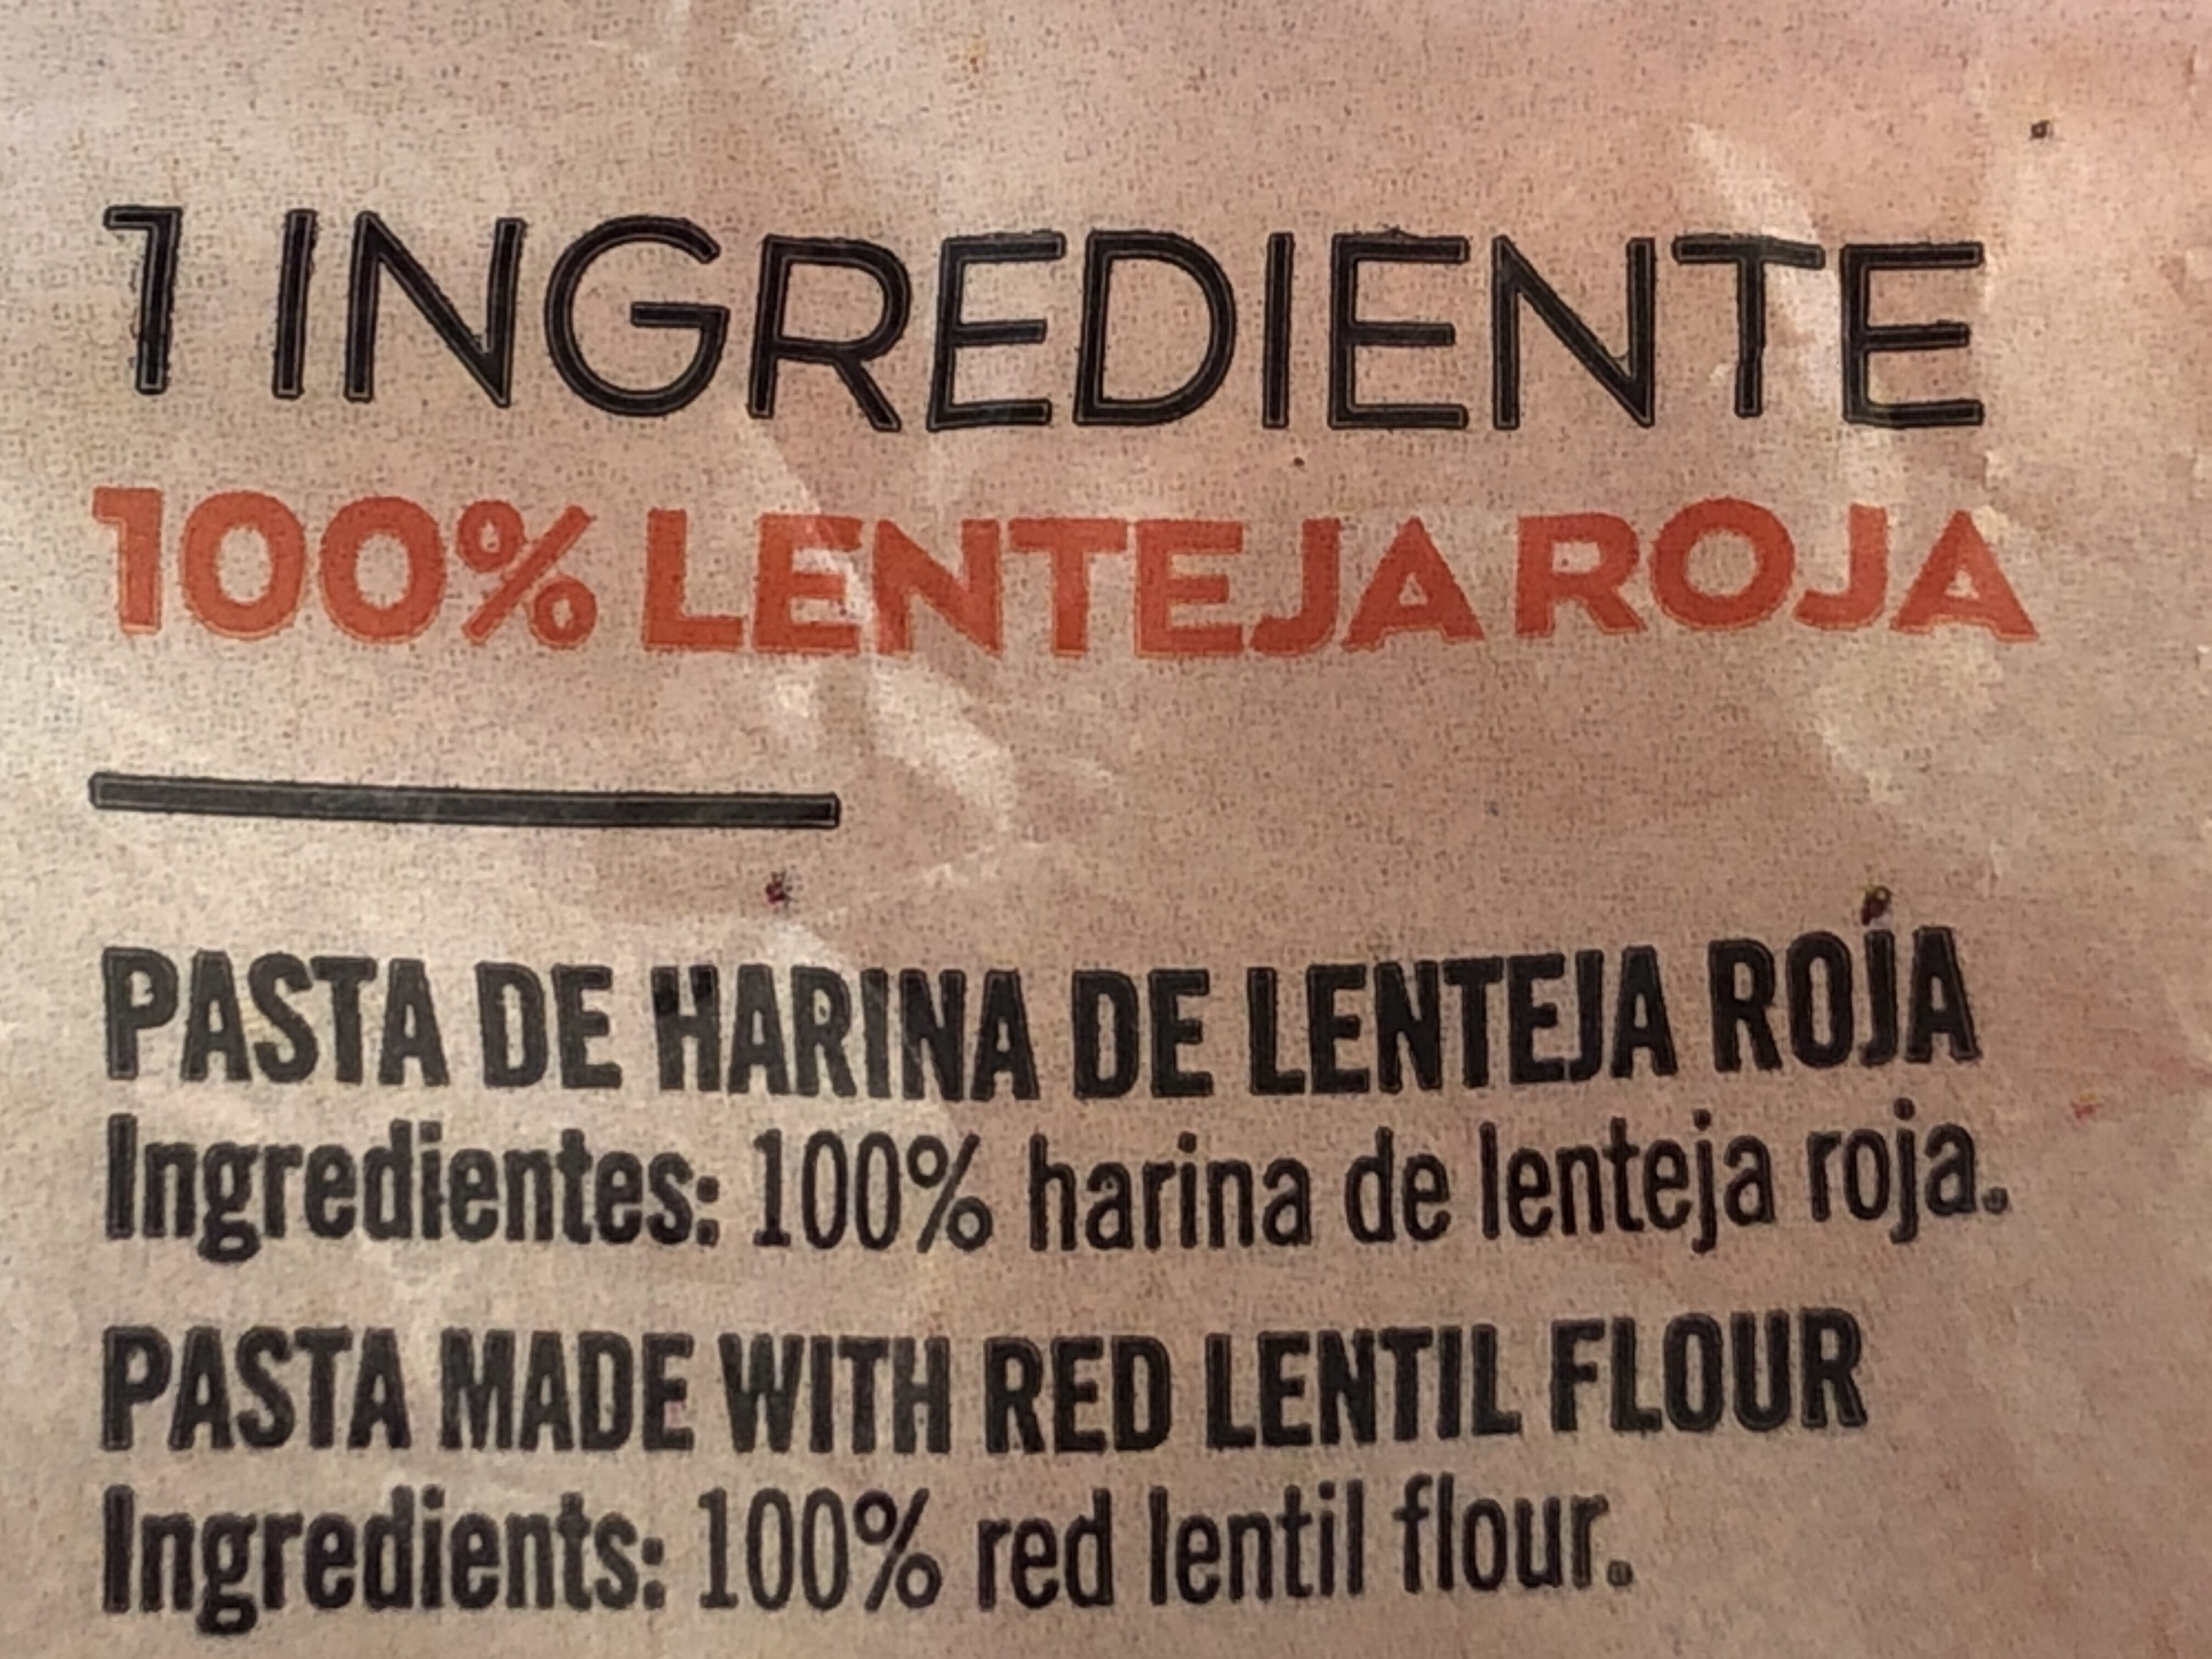 1 INGREDIENTE
100% LENTEJA ROJA
PASTA DE HARINA DE LENTEJA ROJA
Ingredientes: 100% harina de lenteja roja.
PASTA MADE WITH RED LENTIL FLOUR
Ingredients: 100% red lentil flour.